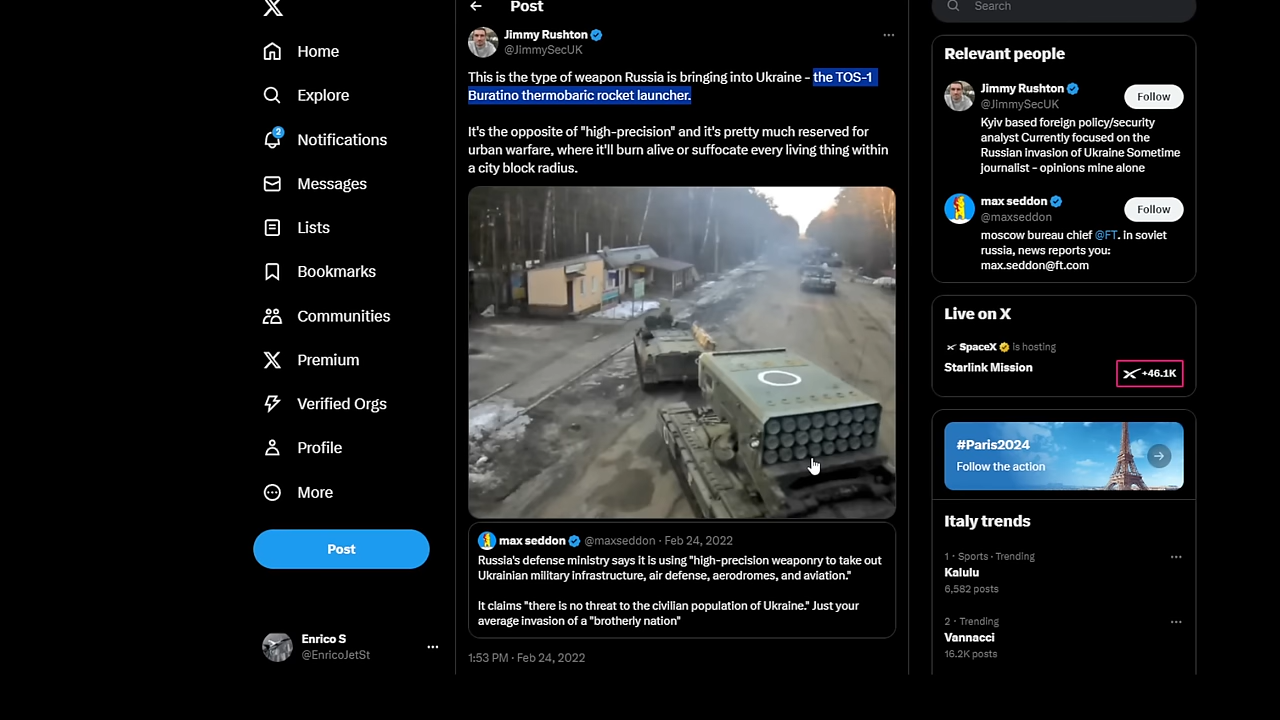 Home
Explore
2
Notifications
Messages
Lists
Bookmarks
Communities
Premium
Verified Orgs
Profile
More
Post
Enrico S
@EnricoJetSt
Post
Jimmy Rushton
@JimmySecUK
This is the type of weapon Russia is bringing into Ukraine - the TOS-1
Buratino thermobaric rocket launcher.
It's the opposite of "high-precision" and it's pretty much reserved for
urban warfare, where it'll burn alive or suffocate every living thing within
a city block radius.
max seddon @maxseddon · Feb 24, 2022
Russia's defense ministry says it is using "high-precision weaponry to take out
Ukrainian military infrastructure, air defense, aerodromes, and aviation."
It claims "there is no threat to the civilian population of Ukraine." Just your
average invasion of a "brotherly nation"
1:53 PM · Feb 24, 2022
Search
Relevant people
Jimmy Rushton
@JimmySecUK
Follow
Kyiv based foreign policy/security
analyst Currently focused on the
Russian invasion of Ukraine Sometime
journalist - opinions mine alone
max seddon
@maxseddon
Follow
moscow bureau chief @FT. in soviet
russia, news reports you:
max.seddon@ft.com
Live on X
SpaceX is hosting
Starlink Mission
+46.1K
#Paris2024
Follow the action
Italy trends
1 · Sports · Trending
Kalulu
6,582 posts
2 · Trending
Vannacci
16.2K posts